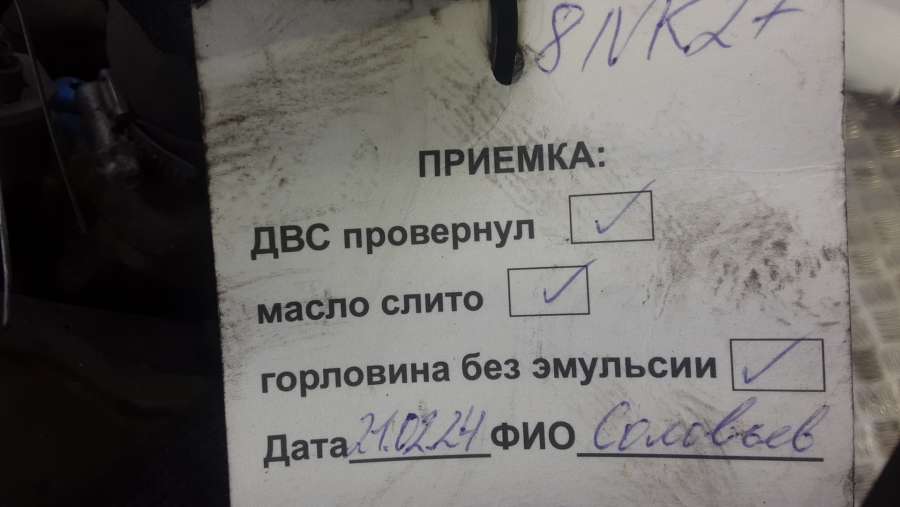 8NK27
ПРИЕМКА:
ДВС провернул
масло слито
горловина без эмульсии
Дата 21.02.24 ФИО Соловьев